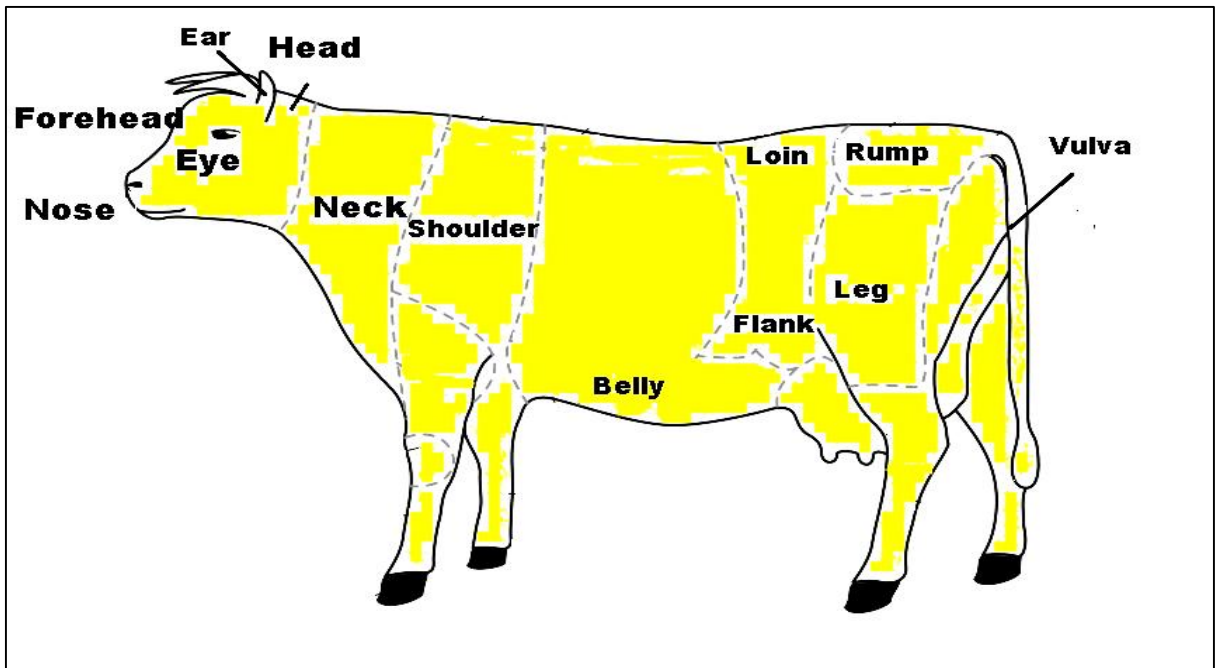 Ear
Head
Forehead
Eye
Nose
Neck
Shoulder
Loin
Rump
Vulva
Leg
Flank
Belly